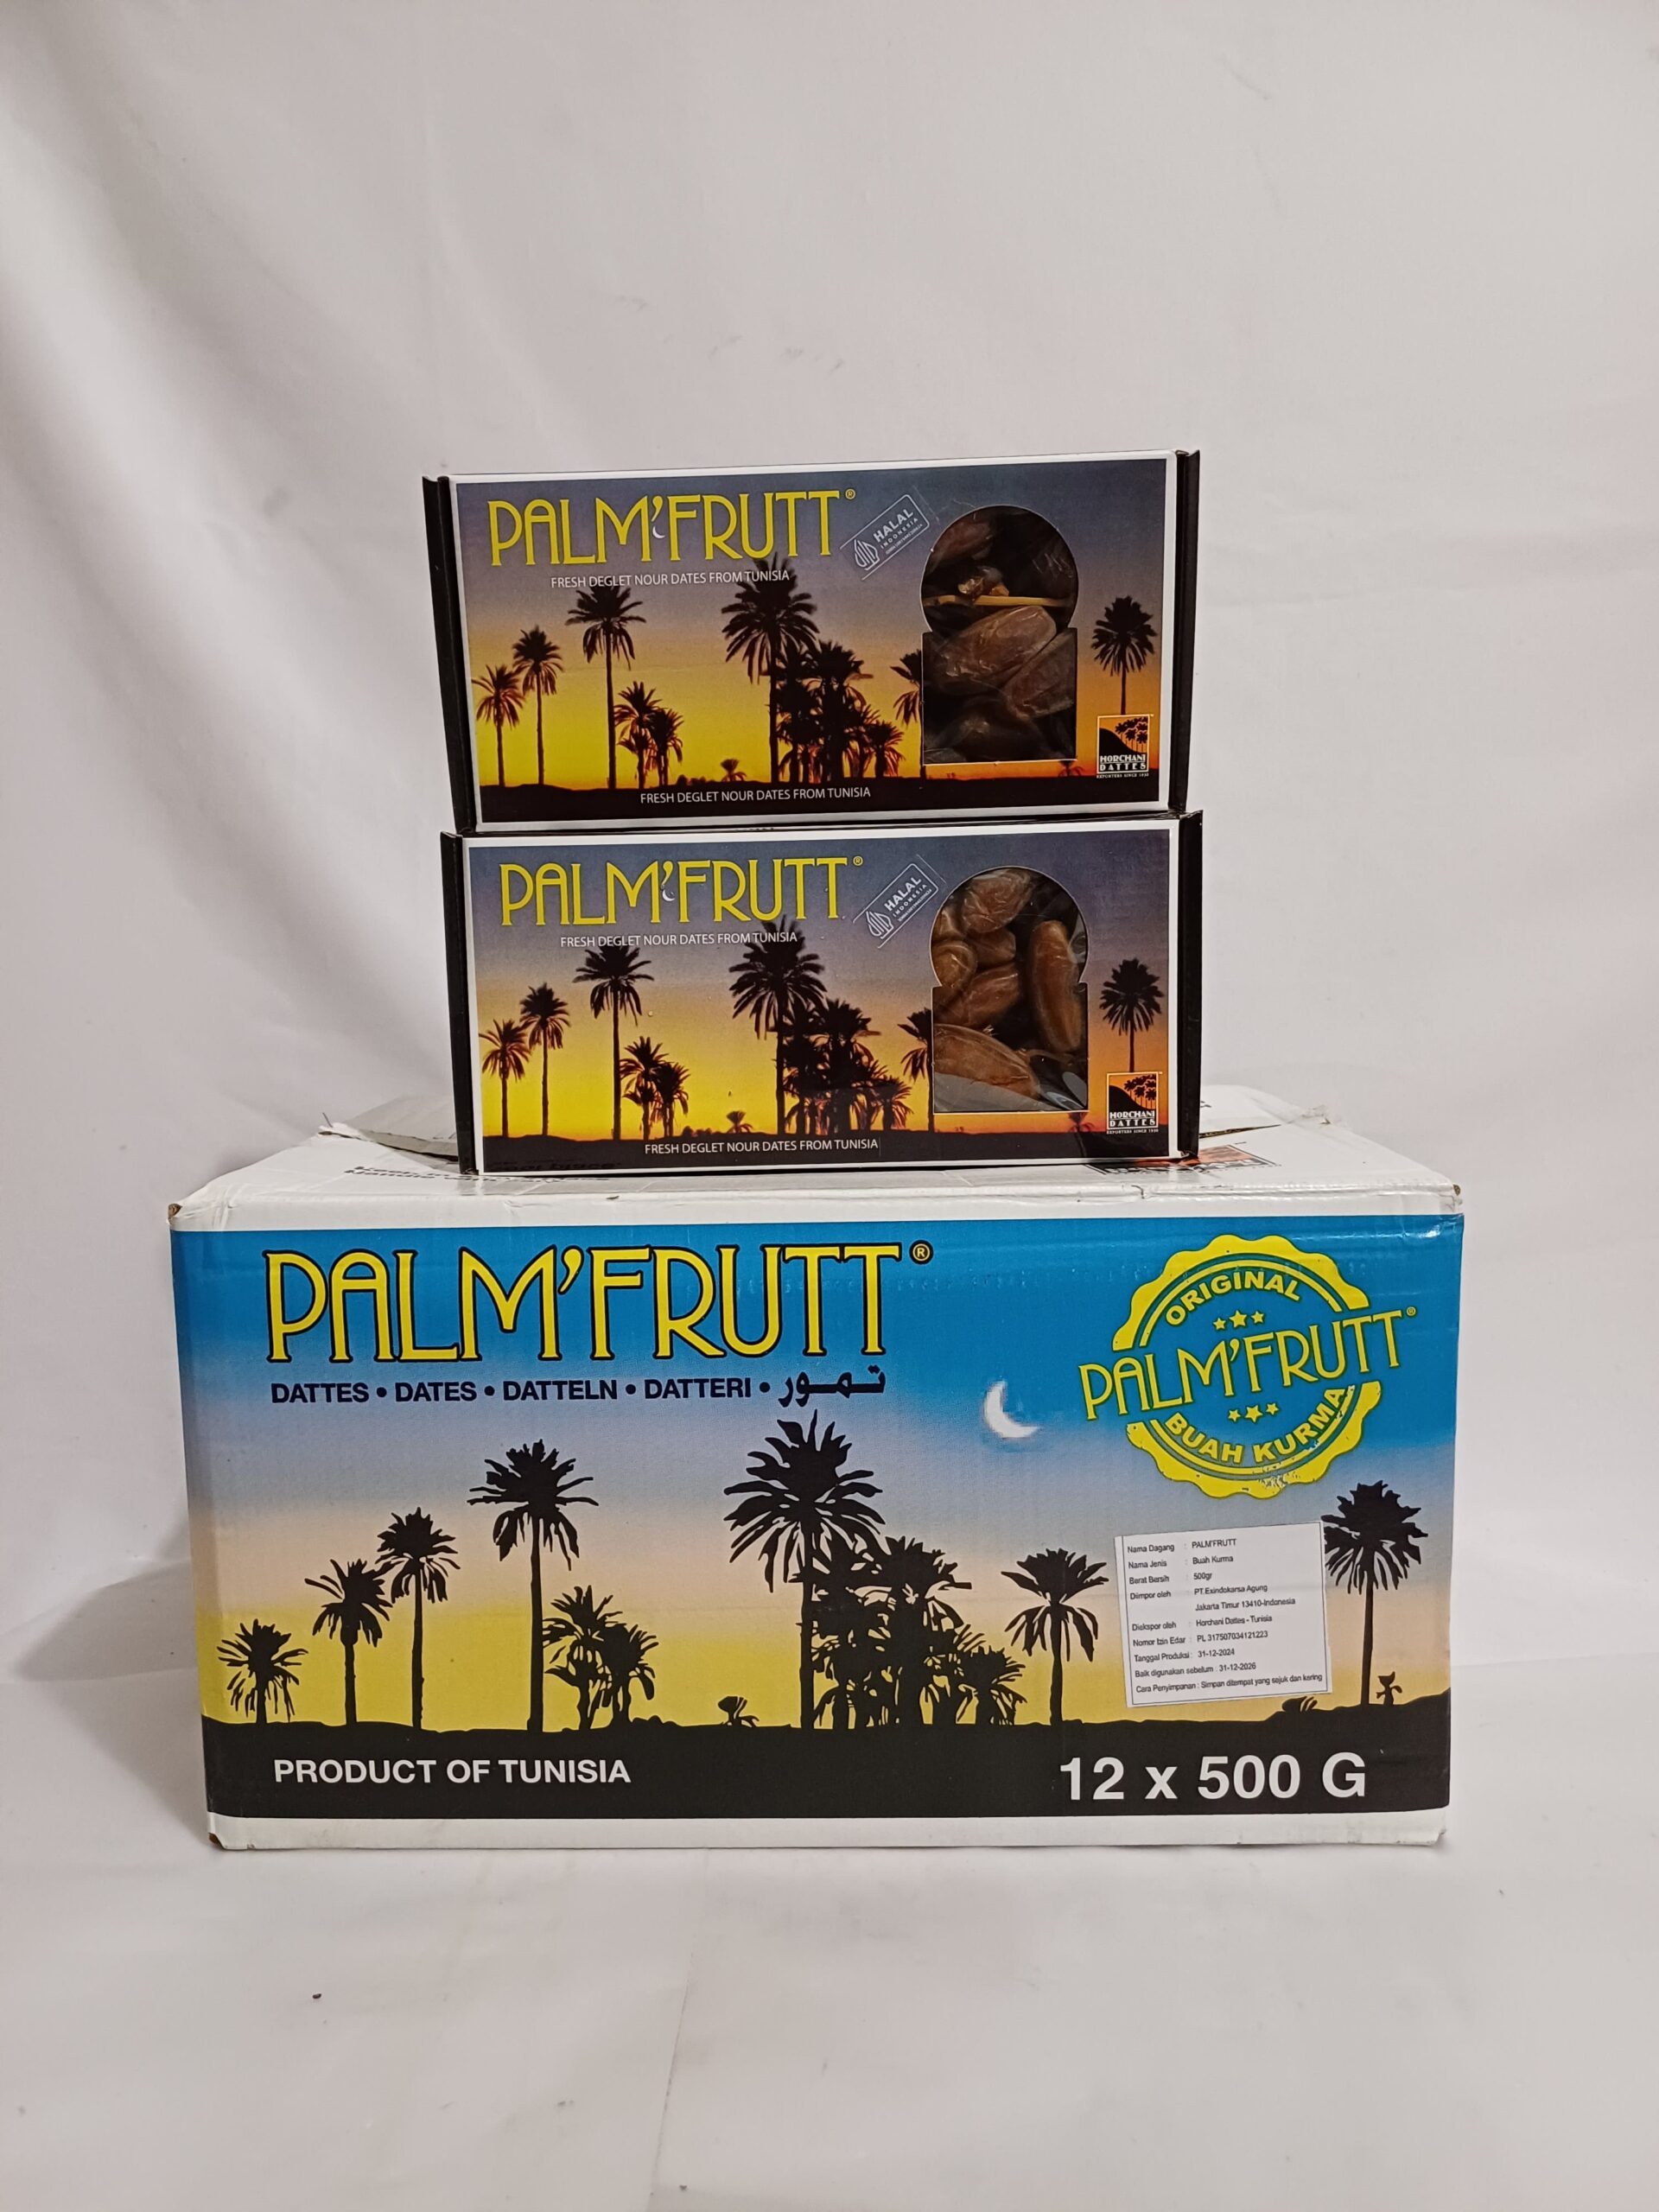 PALM'FRUTT®
FRESH DEGLET NOUR DATES FROM TUNISIA
HALAL
INDONESIA
HORCHANI
DATTES
EXPORTERS SINCE
FRESH DEGLET NOUR DATES FROM TUNISIA
PALM'FRUTT®
FRESH DEGLET NOUR DATES FROM TUNISIA
HALAL
INDONESIA
HORCHANI
DATTES
EXPORTERS SINCE
FRESH DEGLET NOUR DATES FROM TUNISIA
PALM'FRUTT®
DATTES • DATES • DATTELN • DATTERI • تمور
ORIGINAL
PALM'FRUTT®
BUAH KURMA
Nama Dagang : PALM'FRUTT
Nama Jenis : Buah Kurma
Berat Bersih : 500gr
Diimpor oleh : PT.Exindokarsa Agung
Jakarta Timur 13410-Indonesia
Diekspor oleh : Horchani Dattes - Tunisia
Nomor Izin Edar : PL 317507034121223
Tanggal Produksi : 31-12-2024
Baik digunakan sebelum : 31-12-2026
Cara Penyimpanan : Simpan ditempat yang sejuk dan kering
PRODUCT OF TUNISIA
12 x 500 G